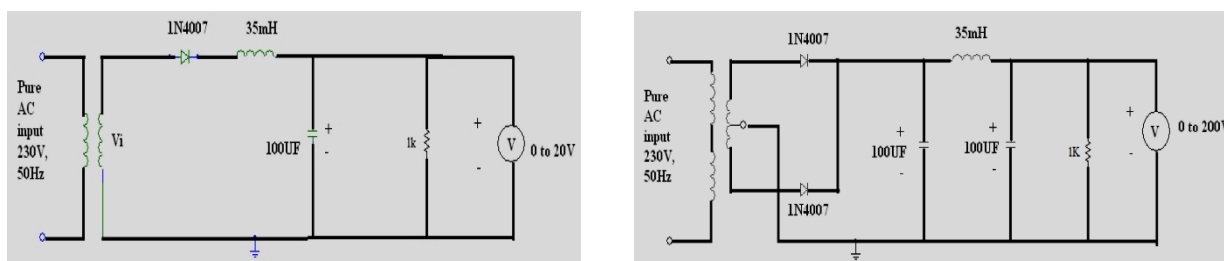 1N4007
35mH
Pure
AC
input
230V,
50Hz
Vi
100UF
+
-
1k
+
-
V
0 to 20V
1N4007
35mH
Pure
AC
input
230V,
50Hz
+
100UF
-
+
100UF
-
1K
+
-
V
0 to 200V
1N4007